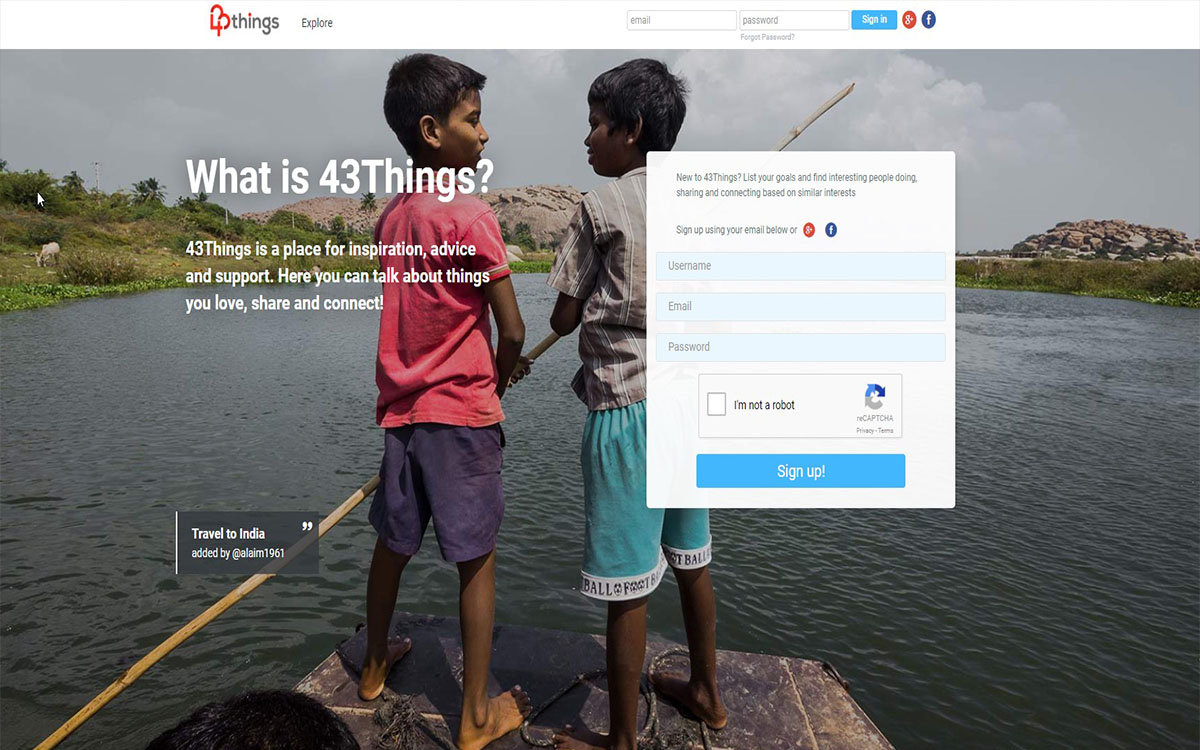 43things
Explore
email
password
Sign in
Forgot Password?
What is 43Things?
43Things is a place for inspiration, advice
and support. Here you can talk about things
you love, share and connect!
New to 43Things? List your goals and find interesting people doing,
sharing and connecting based on similar interests
Sign up using your email below or
Username
Email
Password
I'm not a robot
reCAPTCHA
Privacy - Terms
Sign up!
Travel to India
added by @alaim1961
BALL FOOTBALL FOOTBALL